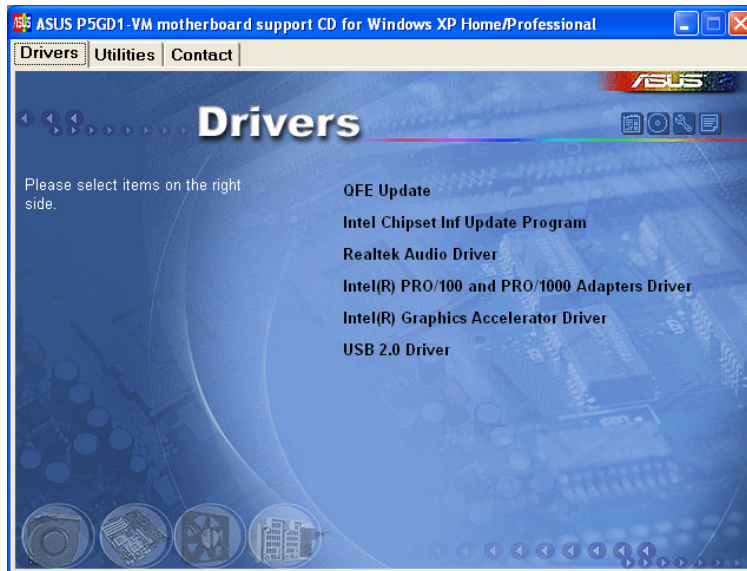 ASUS P5GD1-VM motherboard support CD for Windows XP Home/Professional
Drivers
Utilities
Contact
ASUS
Drivers
Please select items on the right
side.
QFE Update
Intel Chipset Inf Update Program
Realtek Audio Driver
Intel(R) PRO/100 and PRO/1000 Adapters Driver
Intel(R) Graphics Accelerator Driver
USB 2.0 Driver